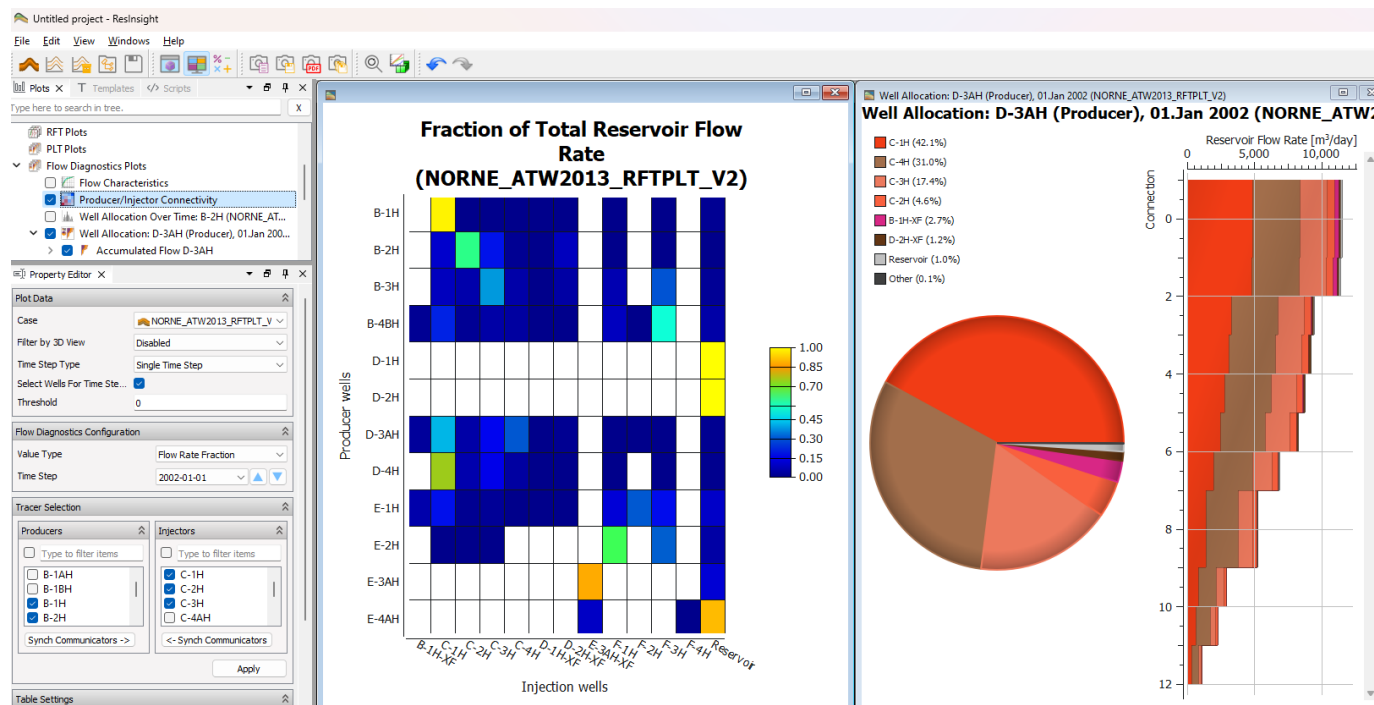 Untitled project - ResInsight
File Edit View Windows Help
Plots Templates Scripts
Type here to search in tree. X
RFT Plots
PLT Plots
Flow Diagnostics Plots
Flow Characteristics
Producer/Injector Connectivity
Well Allocation Over Time: B-2H (NORNE_AT...
Well Allocation: D-3AH (Producer), 01.Jan 200...
Accumulated Flow D-3AH
Property Editor
Plot Data
Case NORNE_ATW2013_RFTPLT_V
Filter by 3D View Disabled
Time Step Type Single Time Step
Select Wells For Time Ste...
Threshold 0
Flow Diagnostics Configuration
Value Type Flow Rate Fraction
Time Step 2002-01-01
Tracer Selection
Producers
Type to filter items
B-1AH
B-1BH
B-1H
B-2H
Synch Communicators ->
Injectors
Type to filter items
C-1H
C-2H
C-3H
C-4AH
<- Synch Communicators
Apply
Table Settings
Fraction of Total Reservoir Flow
Rate
(NORNE_ATW2013_RFTPLT_V2)
Producer wells
B-1H
B-2H
B-3H
B-4BH
D-1H
D-2H
D-3AH
D-4H
E-1H
E-2H
E-3AH
E-4AH
B-1H-XF
C-1H
C-2H
C-3H
C-4H
D-1H-XF
D-2H-XF
E-3AH-XF
F-1H
F-2H
F-3H
F-4H
Reservoir
Injection wells
1.00
0.85
0.70
0.45
0.30
0.15
0.00
Well Allocation: D-3AH (Producer), 01.Jan 2002 (NORNE_ATW2013_RFTPLT_V2)
Well Allocation: D-3AH (Producer), 01.Jan 2002 (NORNE_ATW2
C-1H (42.1%)
C-4H (31.0%)
C-3H (17.4%)
C-2H (4.6%)
B-1H-XF (2.7%)
D-2H-XF (1.2%)
Reservoir (1.0%)
Other (0.1%)
Reservoir Flow Rate [m³/day]
0 5,000 10,000
Connection
0
2
4
6
8
10
12